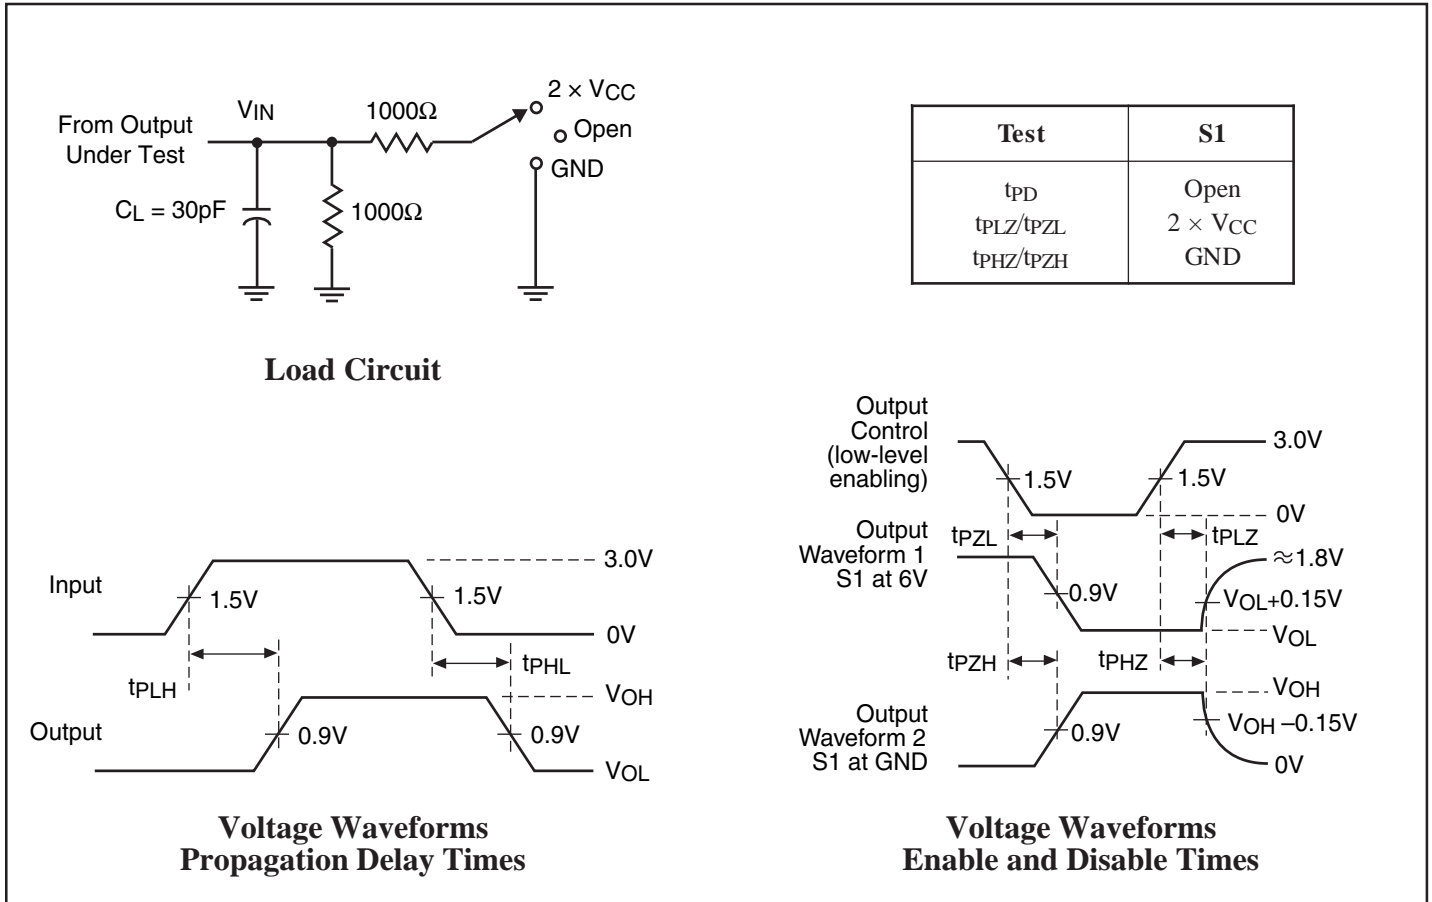 2 × VCC
VIN
1000Ω
From Output
Under Test
Open
GND
CL = 30pF
1000Ω
Load Circuit
Test S1
tPD Open
tPLZ/tPZL 2 × VCC
tPHZ/tPZH GND
Input
3.0V
1.5V
1.5V
0V
tPLH
tPHL
Output
VOH
0.9V
0.9V
VOL
Voltage Waveforms
Propagation Delay Times
Output
Control
(low-level
enabling)
3.0V
1.5V
1.5V
0V
tPZL
tPLZ
Output
Waveform 1
S1 at 6V
≈1.8V
0.9V
VOL+0.15V
VOL
tPZH
tPHZ
VOH
Output
Waveform 2
S1 at GND
0.9V
VOH –0.15V
0V
Voltage Waveforms
Enable and Disable Times